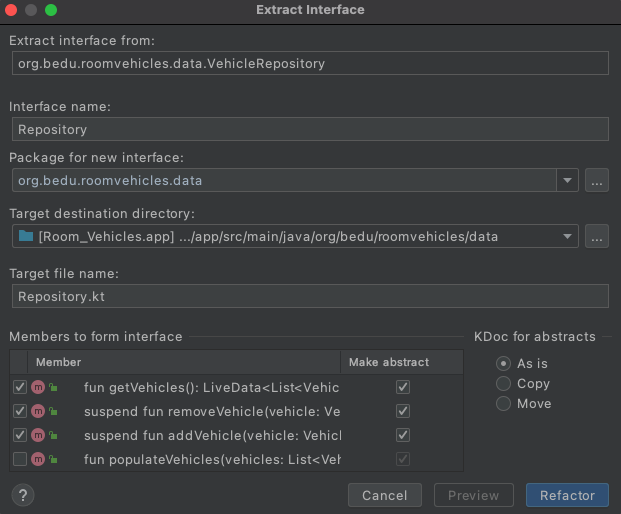 Extract Interface
Extract interface from:
org.bedu.roomvehicles.data.VehicleRepository
Interface name:
Repository
Package for new interface:
org.bedu.roomvehicles.data
...
Target destination directory:
[Room_Vehicles.app] .../app/src/main/java/org/bedu/roomvehicles/data
...
Target file name:
Repository.kt
Members to form interface
KDoc for abstracts
Member Make abstract
As is
Copy
Move
m fun getVehicles(): LiveData<List<Vehic
m suspend fun removeVehicle(vehicle: Ve
m suspend fun addVehicle(vehicle: Vehicl
m fun populateVehicles(vehicles: List<Veh
? Cancel Preview Refactor